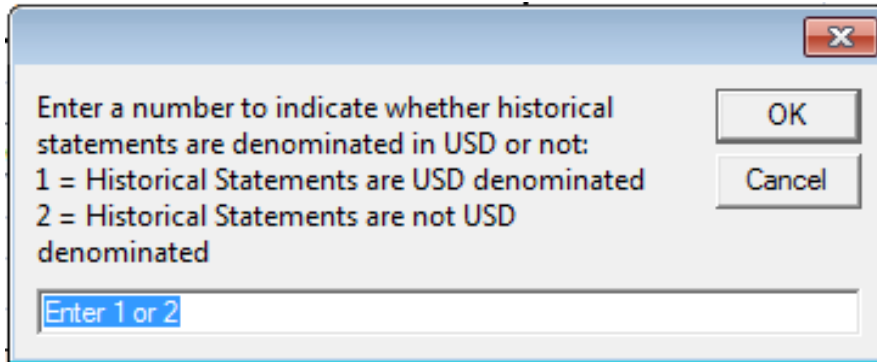 Enter a number to indicate whether historical
statements are denominated in USD or not:
1 = Historical Statements are USD denominated
2 = Historical Statements are not USD
denominated
OK
Cancel
Enter 1 or 2